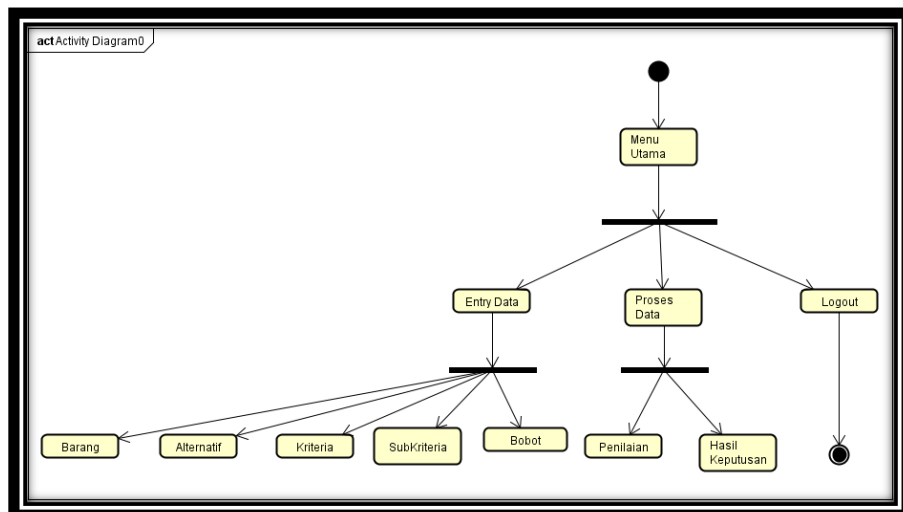 act Activity Diagram0
Menu
Utama
Entry Data
Proses
Data
Logout
Barang
Alternatif
Kriteria
SubKriteria
Bobot
Penilaian
Hasil
Keputusan